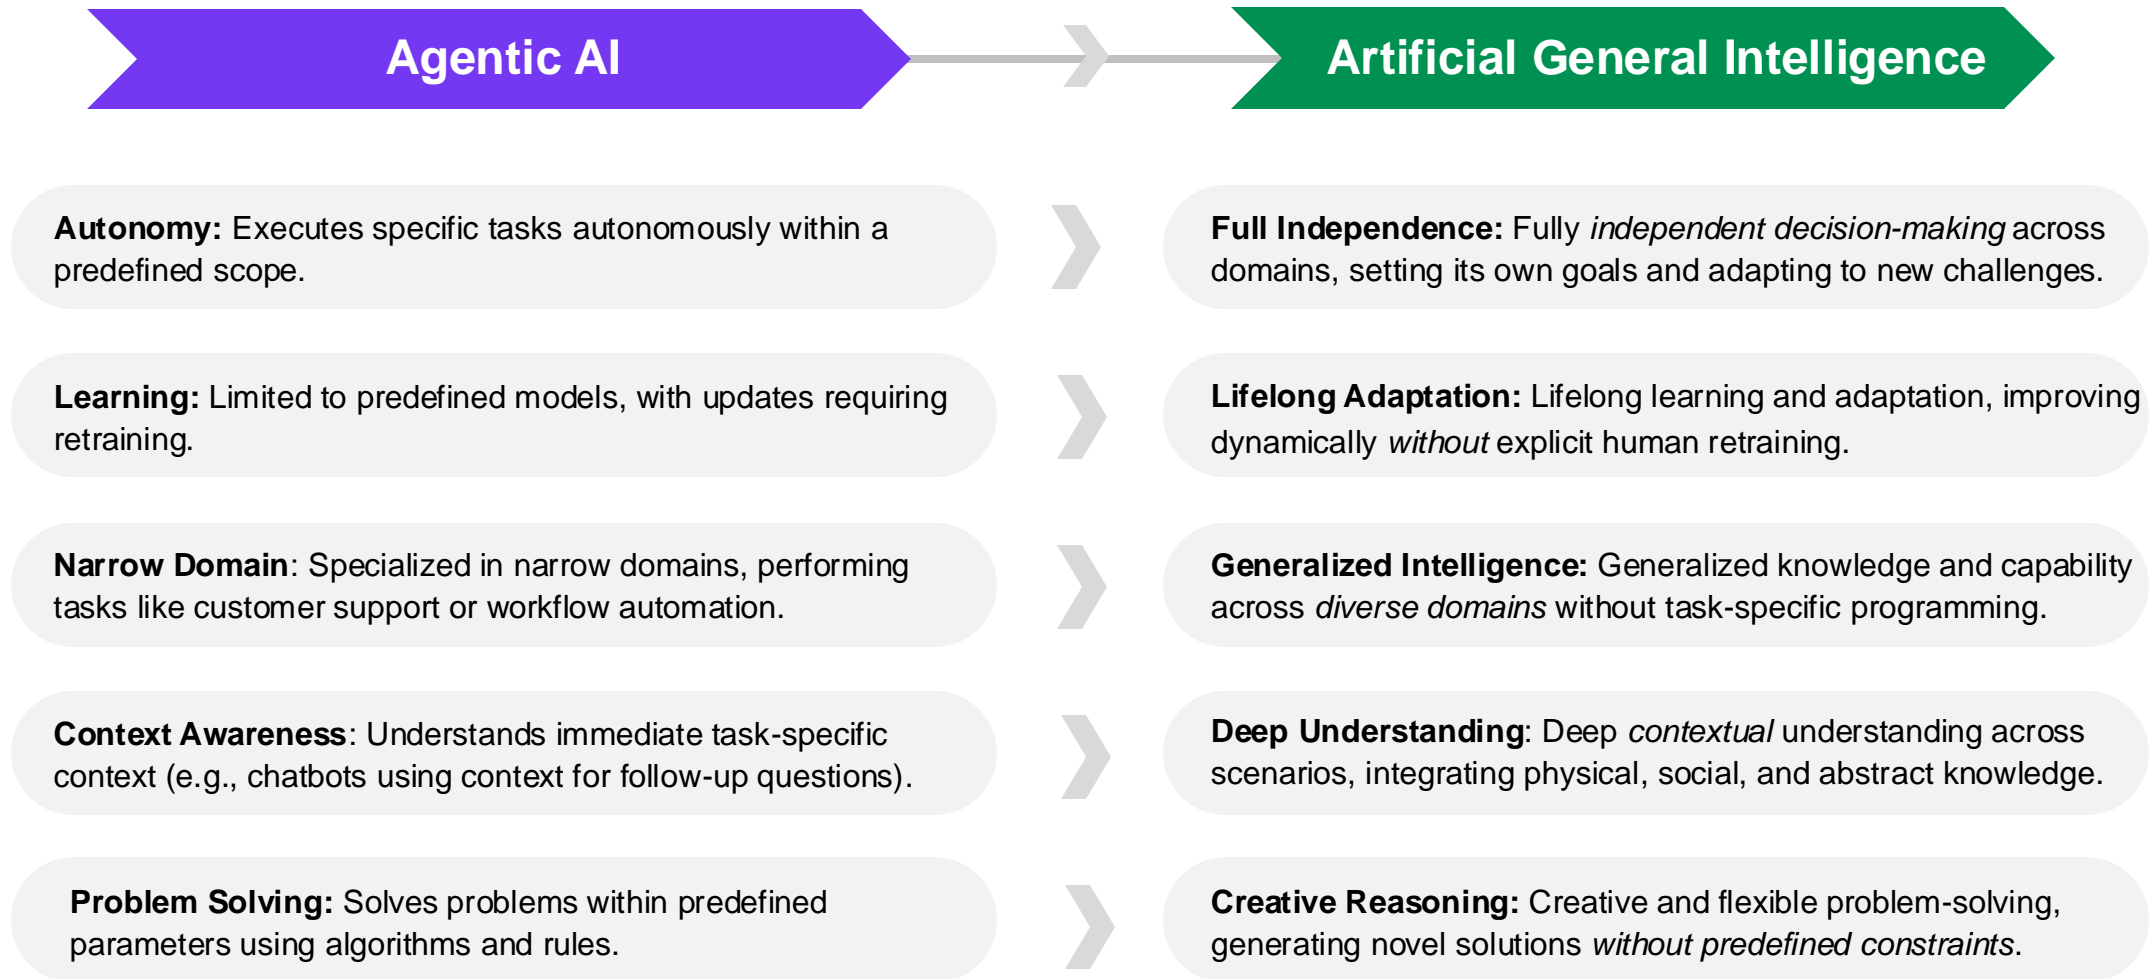 Agentic AI
Artificial General Intelligence
Autonomy: Executes specific tasks autonomously within a
predefined scope.
Full Independence: Fully independent decision-making across
domains, setting its own goals and adapting to new challenges.
Learning: Limited to predefined models, with updates requiring
retraining.
Lifelong Adaptation: Lifelong learning and adaptation, improving
dynamically without explicit human retraining.
Narrow Domain: Specialized in narrow domains, performing
tasks like customer support or workflow automation.
Generalized Intelligence: Generalized knowledge and capability
across diverse domains without task-specific programming.
Context Awareness: Understands immediate task-specific
context (e.g., chatbots using context for follow-up questions).
Deep Understanding: Deep contextual understanding across
scenarios, integrating physical, social, and abstract knowledge.
Problem Solving: Solves problems within predefined
parameters using algorithms and rules.
Creative Reasoning: Creative and flexible problem-solving,
generating novel solutions without predefined constraints.